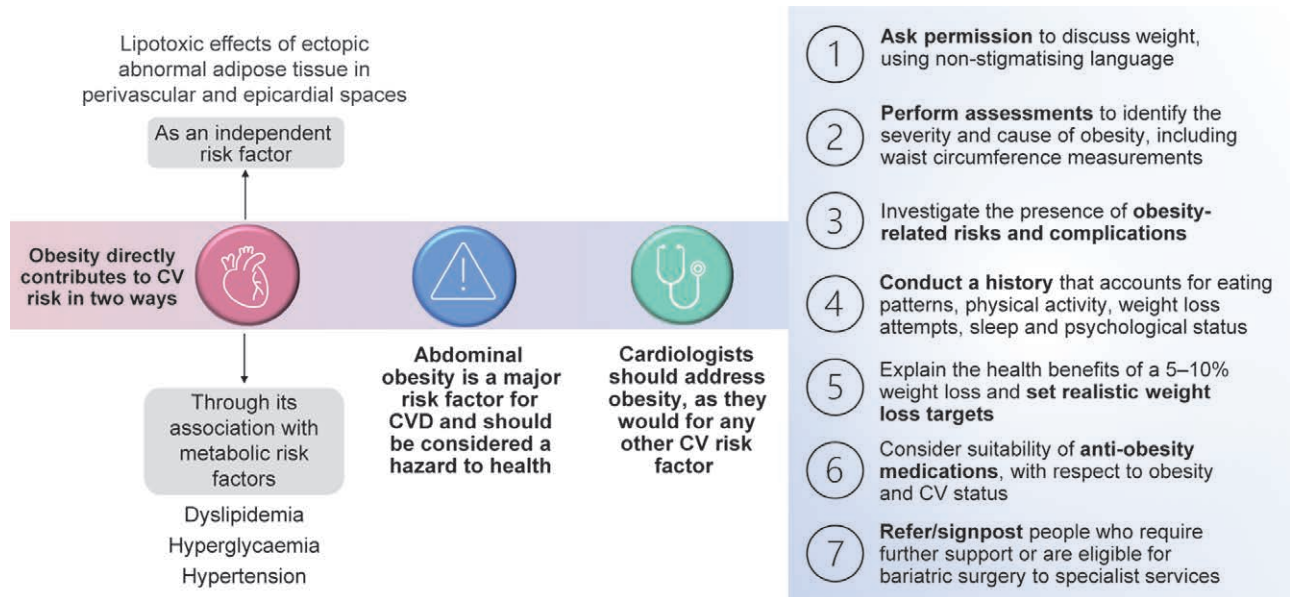 Lipotoxic effects of ectopic
abnormal adipose tissue in
perivascular and epicardial spaces
As an independent
risk factor
Obesity directly
contributes to CV
risk in two ways
Through its
association with
metabolic risk
factors
Dyslipidemia
Hyperglycaemia
Hypertension
Abdominal
obesity is a major
risk factor for
CVD and should
be considered a
hazard to health
Cardiologists
should address
obesity, as they
would for any
other CV risk
factor
1
Ask permission to discuss weight,
using non-stigmatising language
2
Perform assessments to identify the
severity and cause of obesity, including
waist circumference measurements
3
Investigate the presence of obesity-
related risks and complications
4
Conduct a history that accounts for eating
patterns, physical activity, weight loss
attempts, sleep and psychological status
5
Explain the health benefits of a 5–10%
weight loss and set realistic weight
loss targets
6
Consider suitability of anti-obesity
medications, with respect to obesity
and CV status
7
Refer/signpost people who require
further support or are eligible for
bariatric surgery to specialist services